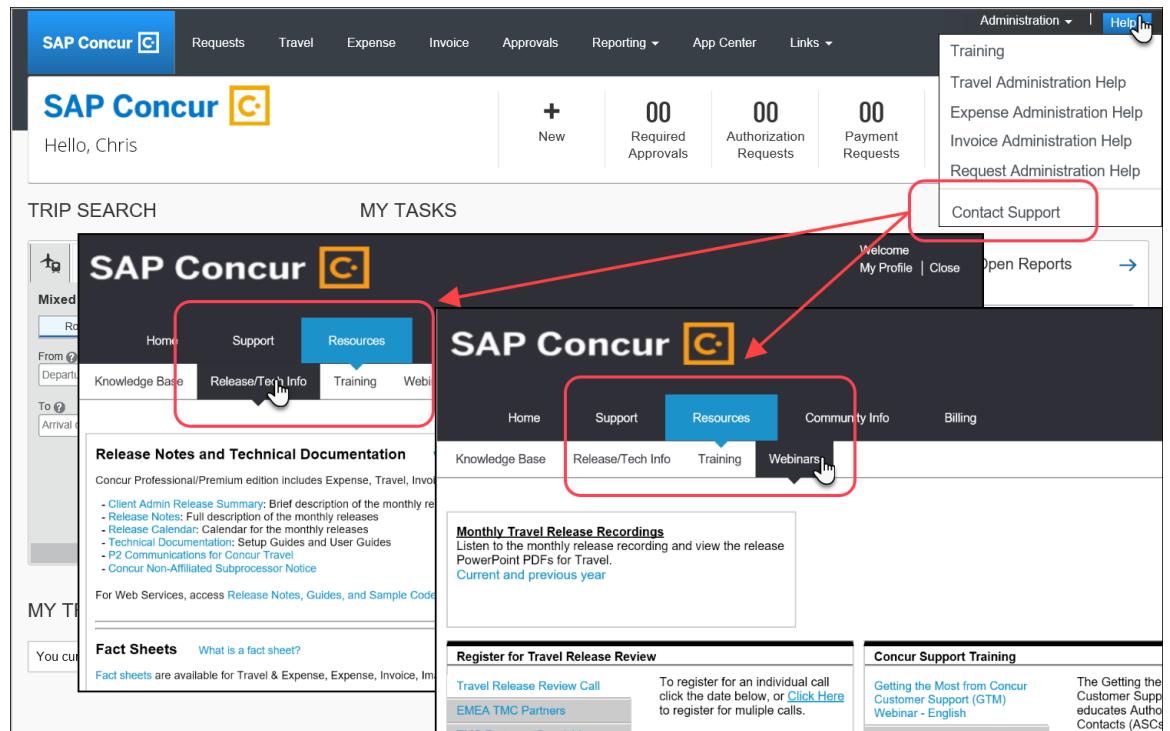 Administration
Help
SAP Concur
Requests
Travel
Expense
Invoice
Approvals
Reporting
App Center
Links
Training
Travel Administration Help
Expense Administration Help
Invoice Administration Help
Request Administration Help
Contact Support
SAP Concur
Hello, Chris
+
New
00
Required
Approvals
00
Authorization
Requests
00
Payment
Requests
TRIP SEARCH
MY TASKS
Open Reports
Mixed
From
To
Arrival
You
SAP Concur
Welcome
My Profile | Close
Home
Support
Resources
Knowledge Base
Release/Tech Info
Training
Release Notes and Technical Documentation
Concur Professional/Premium edition includes Expense, Travel,
- Client Admin Release Summary: Brief description of the monthly
- Release Notes: Full description of the monthly releases
- Release Calendar: Calendar for the monthly releases
- Technical Documentation: Setup Guides and User Guides
- P2 Communications for Concur Travel
- Concur Non-Affiliated Subprocessor Notice
For Web Services, access Release Notes, Guides, and Sample Code
Fact Sheets
What is a fact sheet?
Fact sheets are available for Travel & Expense, Expense, Invoice,
SAP Concur
Home
Support
Resources
Community Info
Billing
Knowledge Base
Release/Tech Info
Training
Webinars
Monthly Travel Release Recordings
Listen to the monthly release recording and view the release
PowerPoint PDFs for Travel.
Current and previous year
Register for Travel Release Review
Travel Release Review Call
EMEA TMC Partners
To register for an individual call
click the date below, or Click Here
to register for muliple calls.
Concur Support Training
Getting the Most from Concur
Customer Support (GTM)
Webinar - English
The Getting the
Customer
educates
Contacts (ASCs